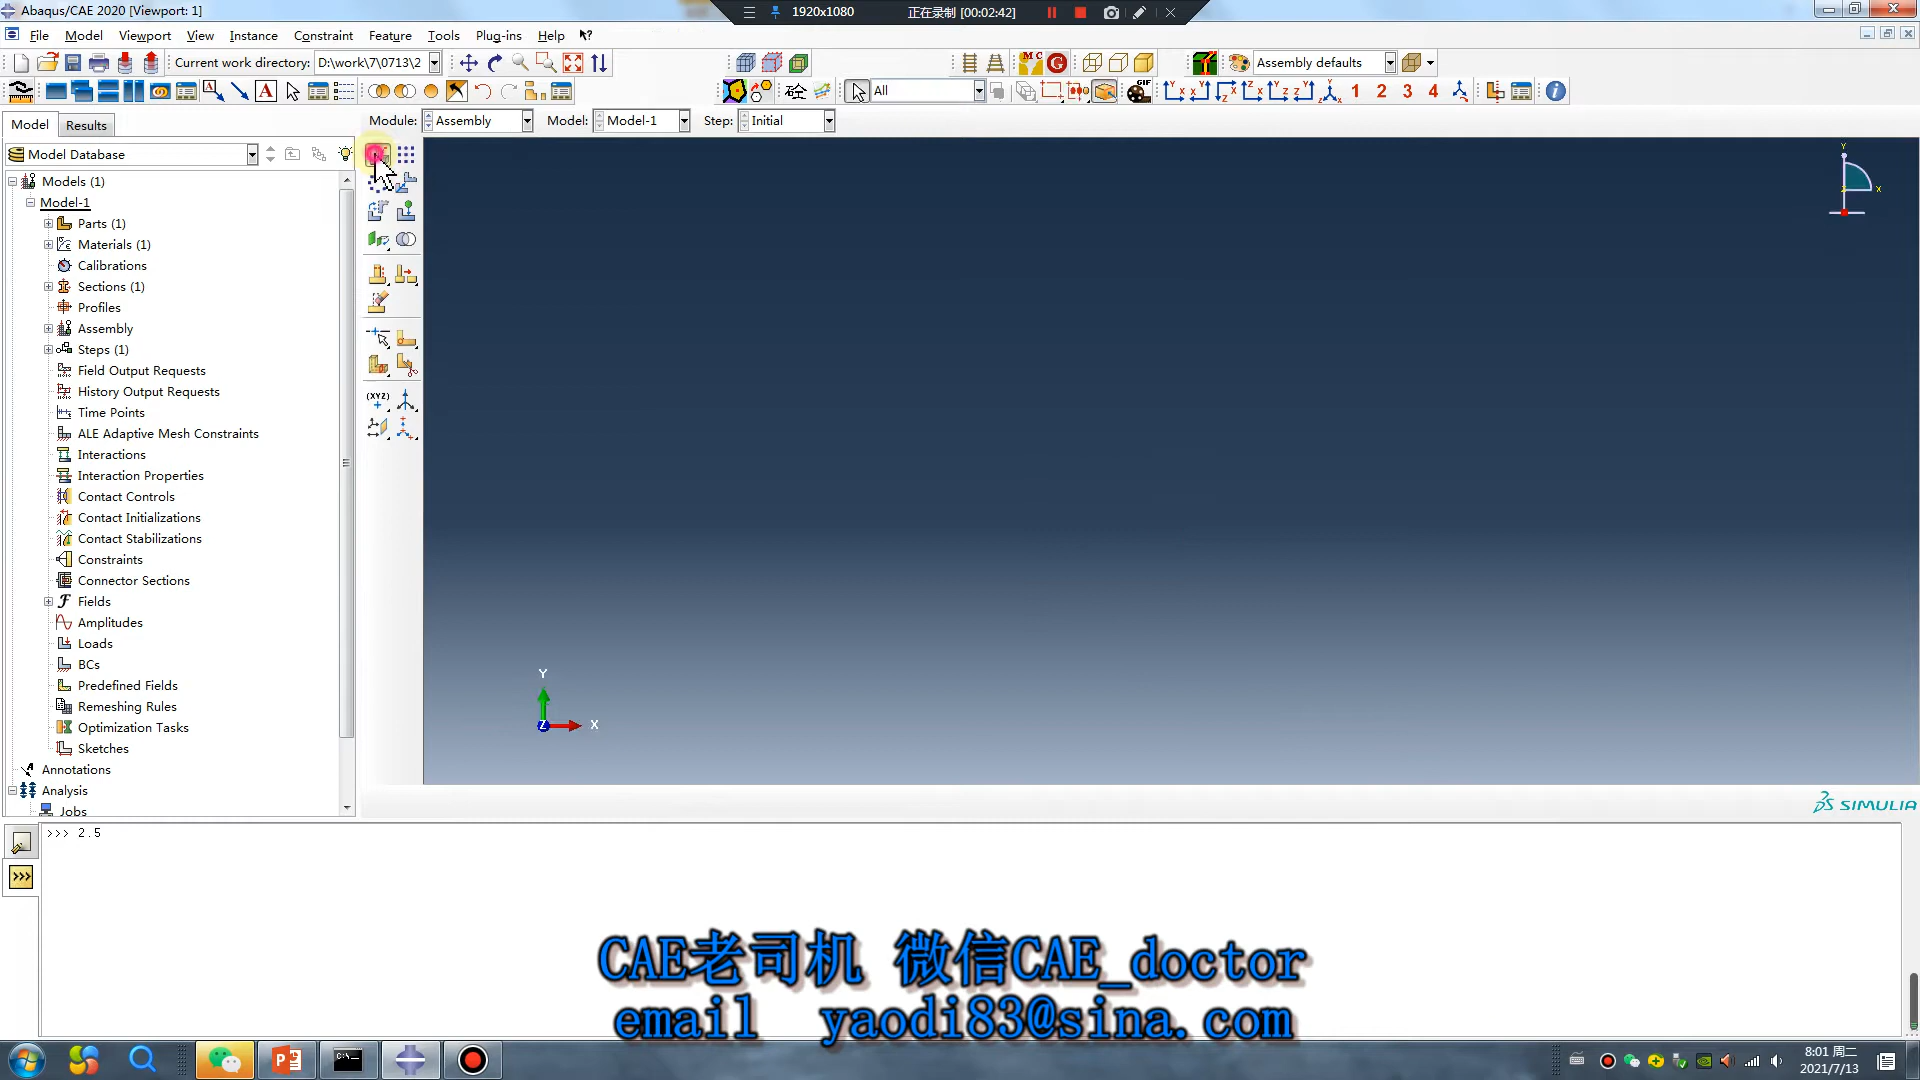 Abaqus/CAE 2020 [Viewport: 1]
1920x1080
正在录制 [00:02:42]
File Model Viewport View Instance Constraint Feature Tools Plug-ins Help
Current work directory: D:\work\7\0713\2
Assembly defaults
All
1 2 3 4
Model Results
Module: Assembly Model: Model-1 Step: Initial
Model Database
Models (1)
Model-1
Parts (1)
Materials (1)
Calibrations
Sections (1)
Profiles
Assembly
Steps (1)
Field Output Requests
History Output Requests
Time Points
ALE Adaptive Mesh Constraints
Interactions
Interaction Properties
Contact Controls
Contact Initializations
Contact Stabilizations
Constraints
Connector Sections
Fields
Amplitudes
Loads
BCs
Predefined Fields
Remeshing Rules
Optimization Tasks
Sketches
Annotations
Analysis
Jobs
(XYZ)
Y
X
Y
Z
X
SIMULIA
>>> 2.5
CAE老司机 微信CAE_doctor
email yaodi83@sina.com
8:01 周二
2021/7/13